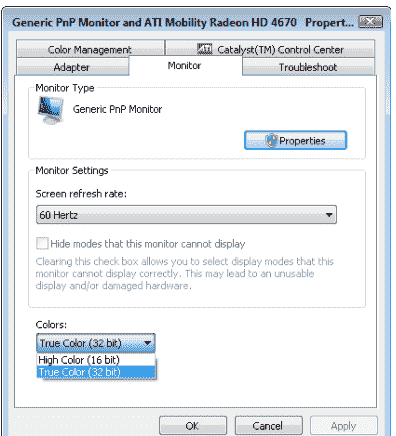 Generic PnP Monitor and ATI Mobility Radeon HD 4670 Propert...
Color Management
ATI Catalyst(TM) Control Center
Adapter
Monitor
Troubleshoot
Monitor Type
Generic PnP Monitor
Properties
Monitor Settings
Screen refresh rate:
60 Hertz
Hide modes that this monitor cannot display
Clearing this check box allows you to select display modes that this
monitor cannot display correctly. This may lead to an unusable
display and/or damaged hardware.
Colors:
True Color (32 bit)
High Color (16 bit)
True Color (32 bit)
OK
Cancel
Apply